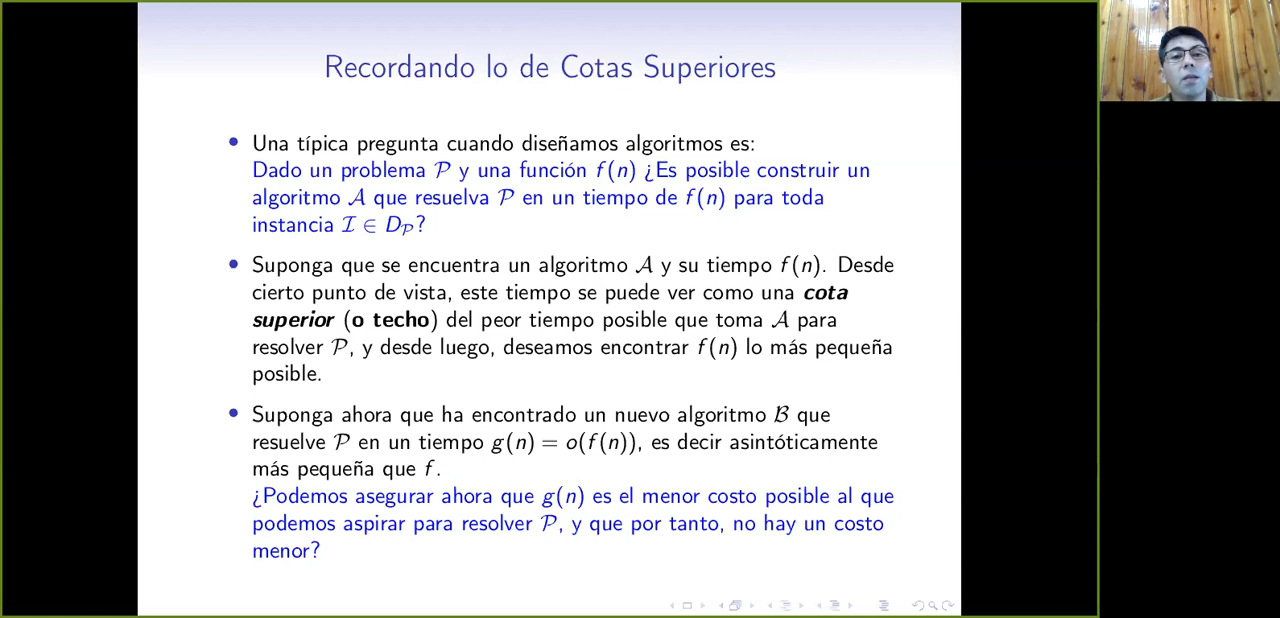 Recordando lo de Cotas Superiores
• Una típica pregunta cuando diseñamos algoritmos es:
Dado un problema 𝒫 y una función f(n) ¿Es posible construir un
algoritmo 𝒜 que resuelva 𝒫 en un tiempo de f(n) para toda
instancia ℐ ∈ D𝒫?
• Suponga que se encuentra un algoritmo 𝒜 y su tiempo f(n). Desde
cierto punto de vista, este tiempo se puede ver como una cota
superior (o techo) del peor tiempo posible que toma 𝒜 para
resolver 𝒫, y desde luego, deseamos encontrar f(n) lo más pequeña
posible.
• Suponga ahora que ha encontrado un nuevo algoritmo ℬ que
resuelve 𝒫 en un tiempo g(n) = o(f(n)), es decir asintóticamente
más pequeña que f.
¿Podemos asegurar ahora que g(n) es el menor costo posible al que
podemos aspirar para resolver 𝒫, y que por tanto, no hay un costo
menor?